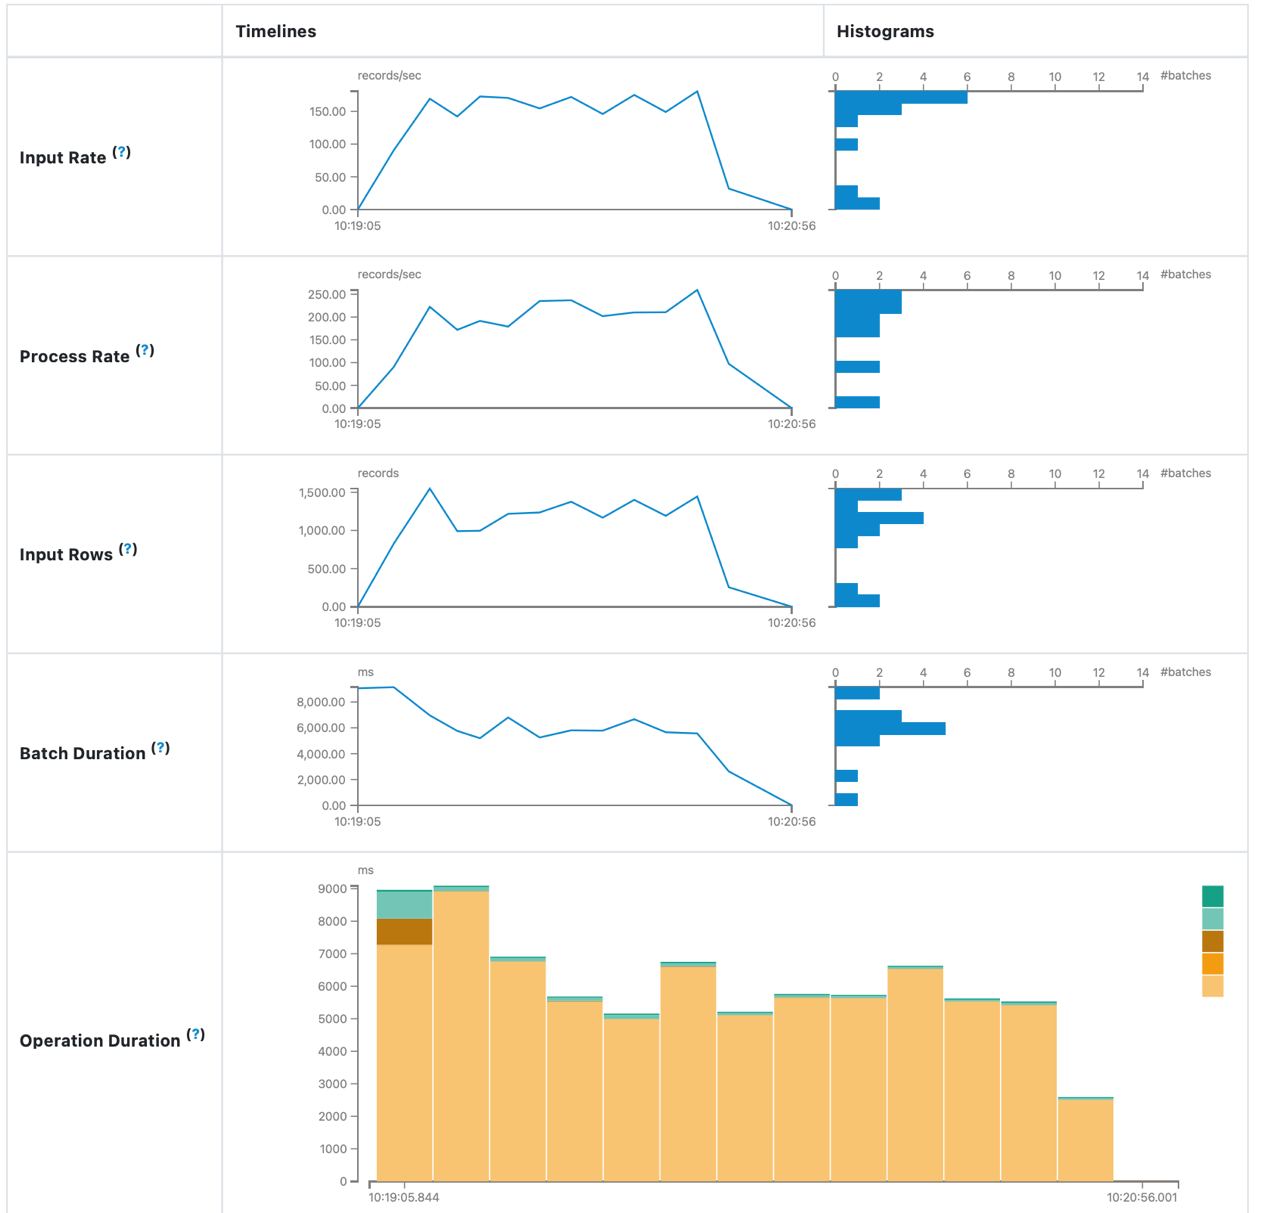 Timelines Histograms
Input Rate (?)
records/sec
150.00
100.00
50.00
0.00
10:19:05 10:20:56
0 2 4 6 8 10 12 14 #batches
Process Rate (?)
records/sec
250.00
200.00
150.00
100.00
50.00
0.00
10:19:05 10:20:56
0 2 4 6 8 10 12 14 #batches
Input Rows (?)
records
1,500.00
1,000.00
500.00
0.00
10:19:05 10:20:56
0 2 4 6 8 10 12 14 #batches
Batch Duration (?)
ms
8,000.00
6,000.00
4,000.00
2,000.00
0.00
10:19:05 10:20:56
0 2 4 6 8 10 12 14 #batches
Operation Duration (?)
ms
9000
8000
7000
6000
5000
4000
3000
2000
1000
0
10:19:05.844 10:20:56.001